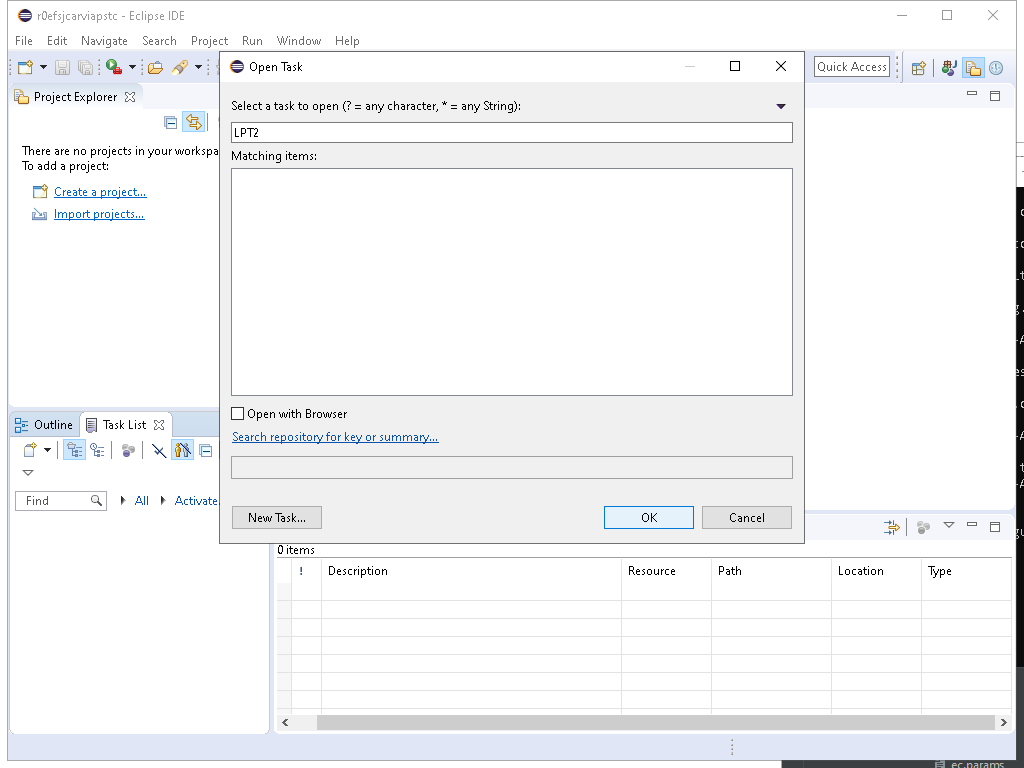 r0efsjcarviapstc - Eclipse IDE
File Edit Navigate Search Project Run Window Help
Open Task
Quick Access
Project Explorer
Select a task to open (? = any character, * = any String):
LPT2
Matching items:
There are no projects in your workspa
To add a project:
Create a project...
Import projects...
Open with Browser
Outline Task List
Search repository for key or summary...
Find All Activate
New Task... OK Cancel
0 items
! Description Resource Path Location Type
ec.params